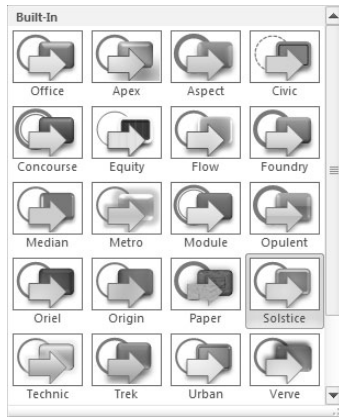 Built-In
Office Apex Aspect Civic
Concourse Equity Flow Foundry
Median Metro Module Opulent
Oriel Origin Paper Solstice
Technic Trek Urban Verve